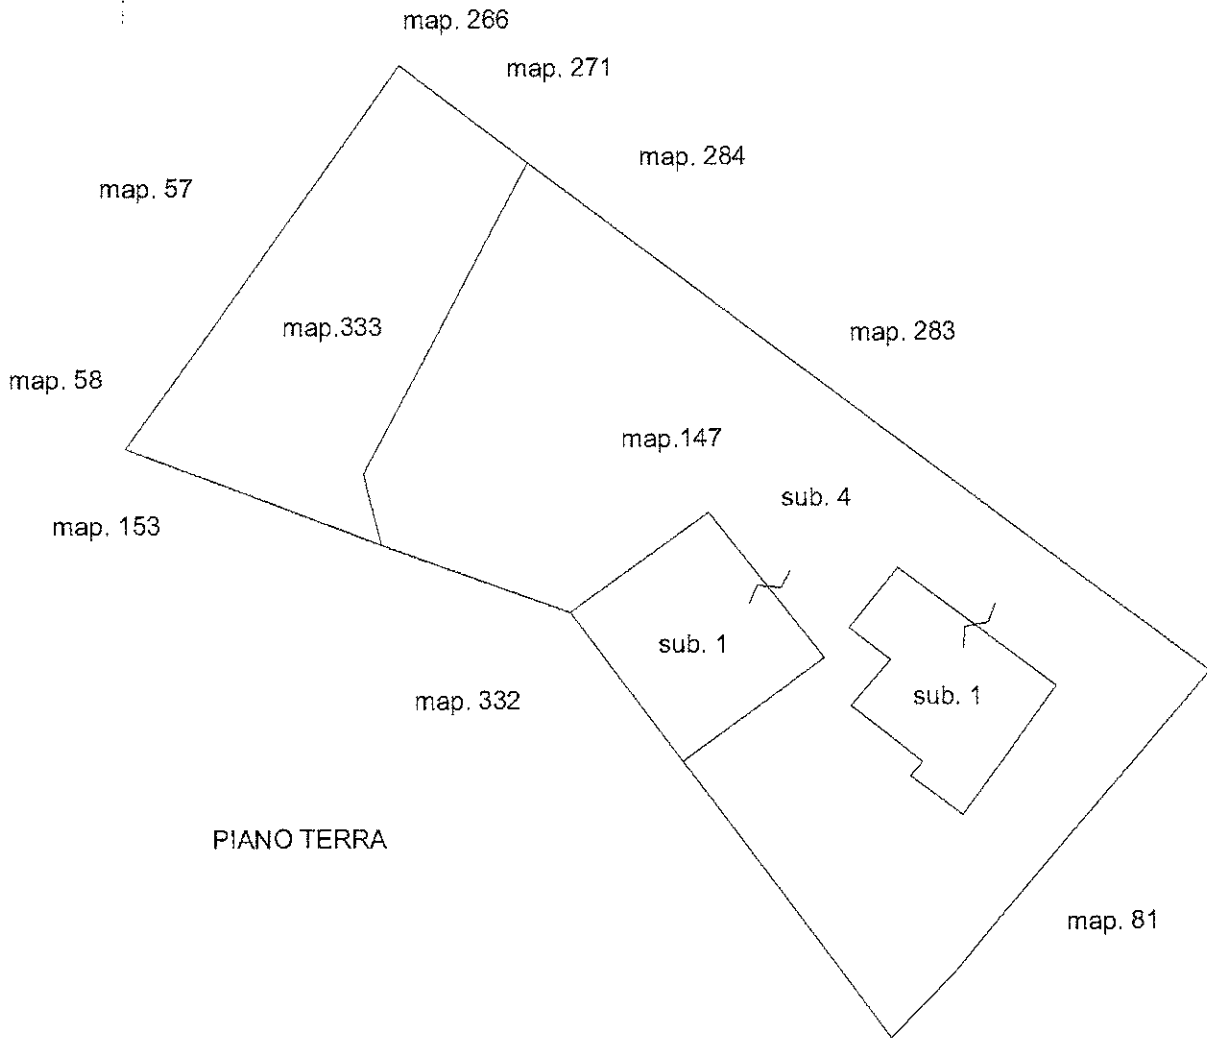 map. 266
map. 271
map. 284
map. 57
map.333
map. 283
map. 58
map.147
sub. 4
map. 153
sub. 1
sub. 1
map. 332
PIANO TERRA
map. 81